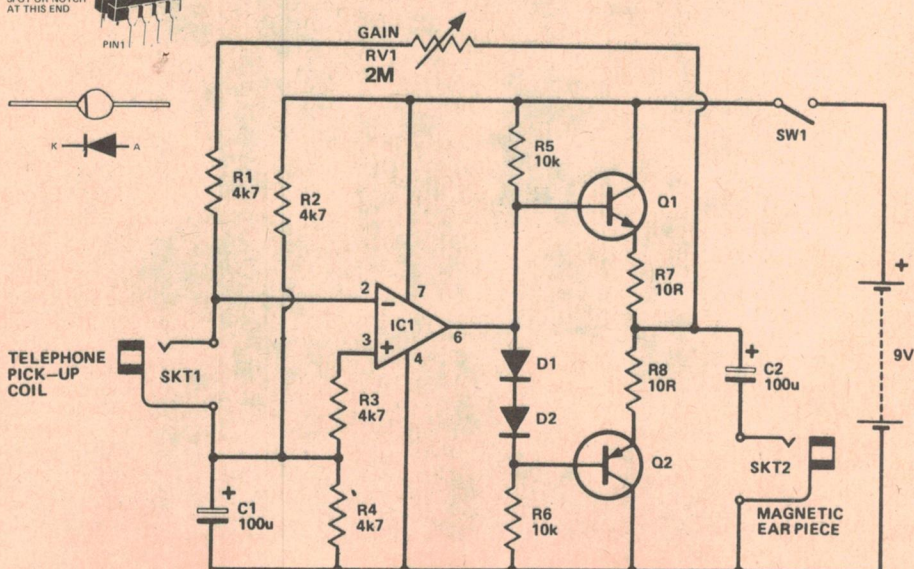 AT THIS END
PIN1
K
A
GAIN
RV1
2M
SW1
R1
4k7
R2
4k7
R5
10k
Q1
R7
10R
2
7
IC1
6
3
4
+
9V
TELEPHONE
PICK–UP
COIL
SKT1
R3
4k7
D1
D2
R8
10R
+
C2
100u
+
C1
100u
R4
4k7
R6
10k
Q2
SKT2
MAGNETIC
EARPIECE